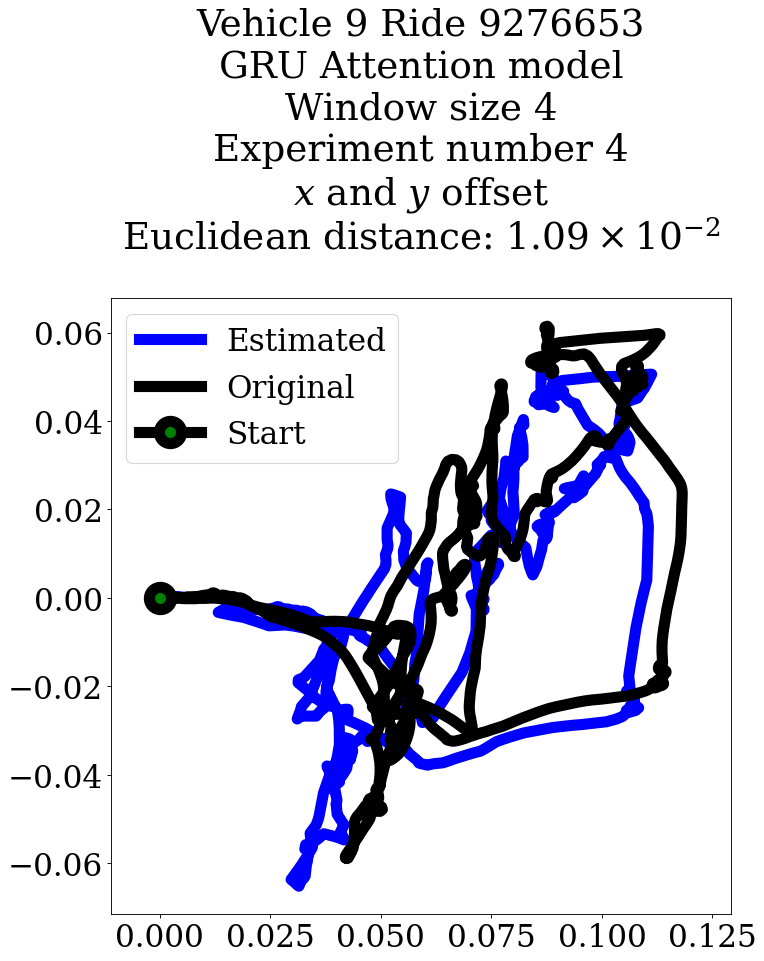 Vehicle 9 Ride 9276653
GRU Attention model
Window size 4
Experiment number 4
x and y offset
Euclidean distance: 1.09 × 10⁻²
Estimated
Original
Start
0.06
0.04
0.02
0.00
−0.02
−0.04
−0.06
0.000 0.025 0.050 0.075 0.100 0.125